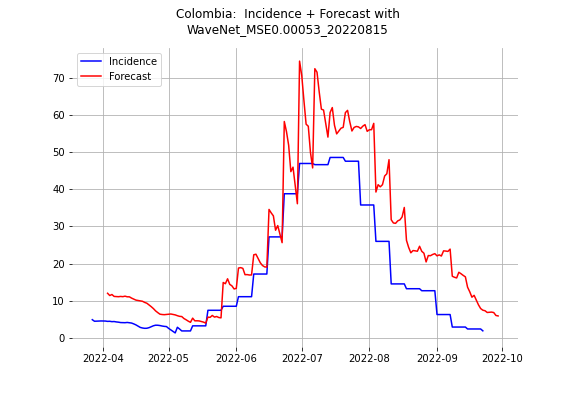 Colombia:  Incidence + Forecast with
WaveNet_MSE0.00053_20220815
Incidence
Forecast
70
60
50
40
30
20
10
0
2022-04 2022-05 2022-06 2022-07 2022-08 2022-09 2022-10